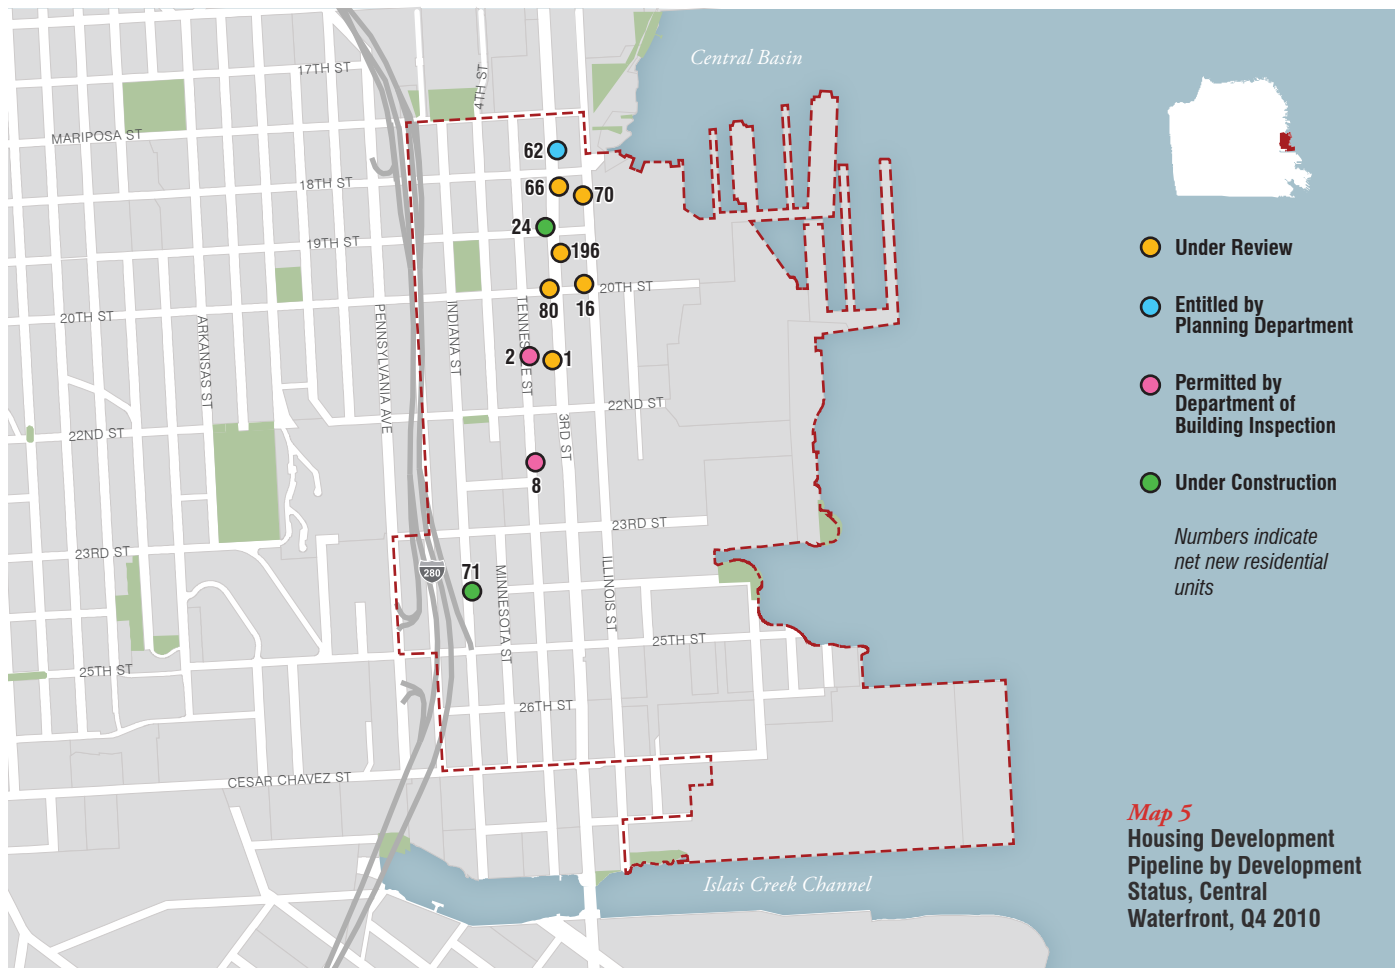 Central Basin
17TH ST
4TH ST
MARIPOSA ST
62
18TH ST
66
70
24
19TH ST
196
20TH ST
80
16
20TH ST
ARKANSAS ST
PENNSYLVANIA AVE
INDIANA ST
TENNESSEE ST
2
1
22ND ST
3RD ST
22ND ST
8
23RD ST
23RD ST
280
71
MINNESOTA ST
ILLINOIS ST
25TH ST
25TH ST
26TH ST
CESAR CHAVEZ ST
Islais Creek Channel
Under Review
Entitled by
Planning Department
Permitted by
Department of
Building Inspection
Under Construction
Numbers indicate
net new residential
units
Map 5
Housing Development
Pipeline by Development
Status, Central
Waterfront, Q4 2010